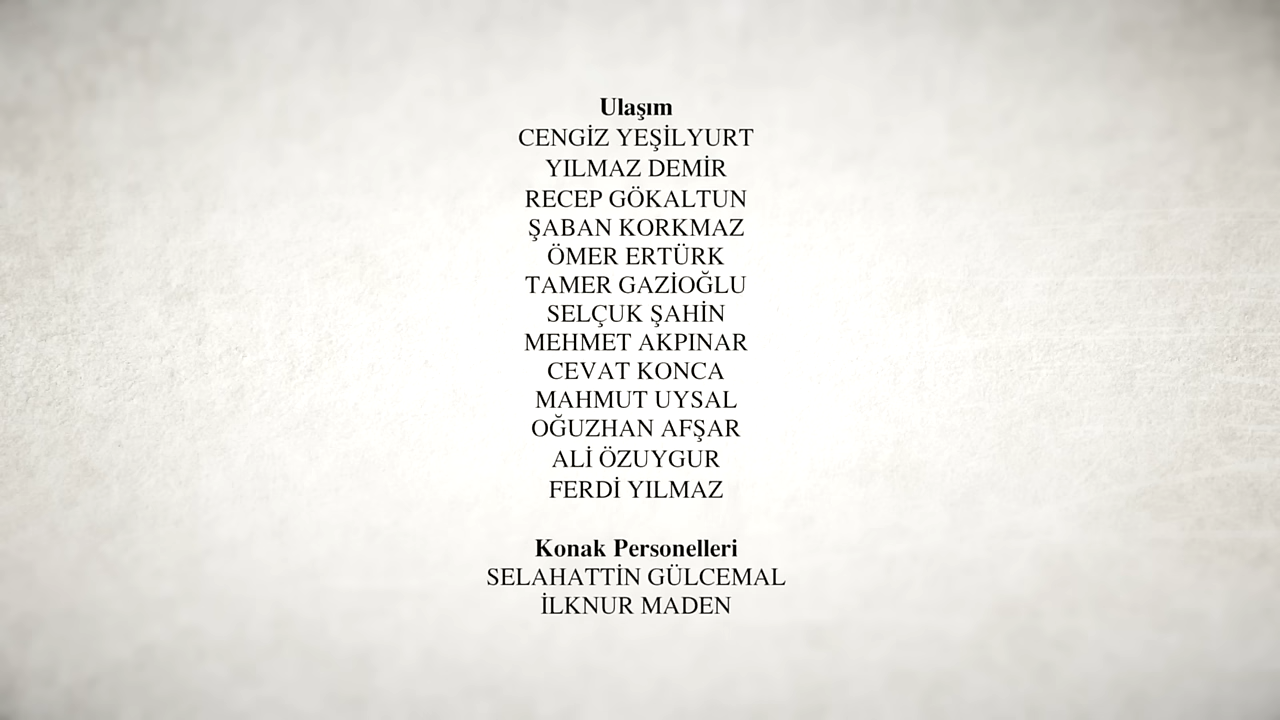 Ulaşım
CENGİZ YEŞİLYURT
YILMAZ DEMİR
RECEP GÖKALTUN
ŞABAN KORKMAZ
ÖMER ERTÜRK
TAMER GAZİOĞLU
SELÇUK ŞAHİN
MEHMET AKPINAR
CEVAT KONCA
MAHMUT UYSAL
OĞUZHAN AFŞAR
ALİ ÖZUYGUR
FERDİ YILMAZ
Konak Personelleri
SELAHATTİN GÜLCEMAL
İLKNUR MADEN